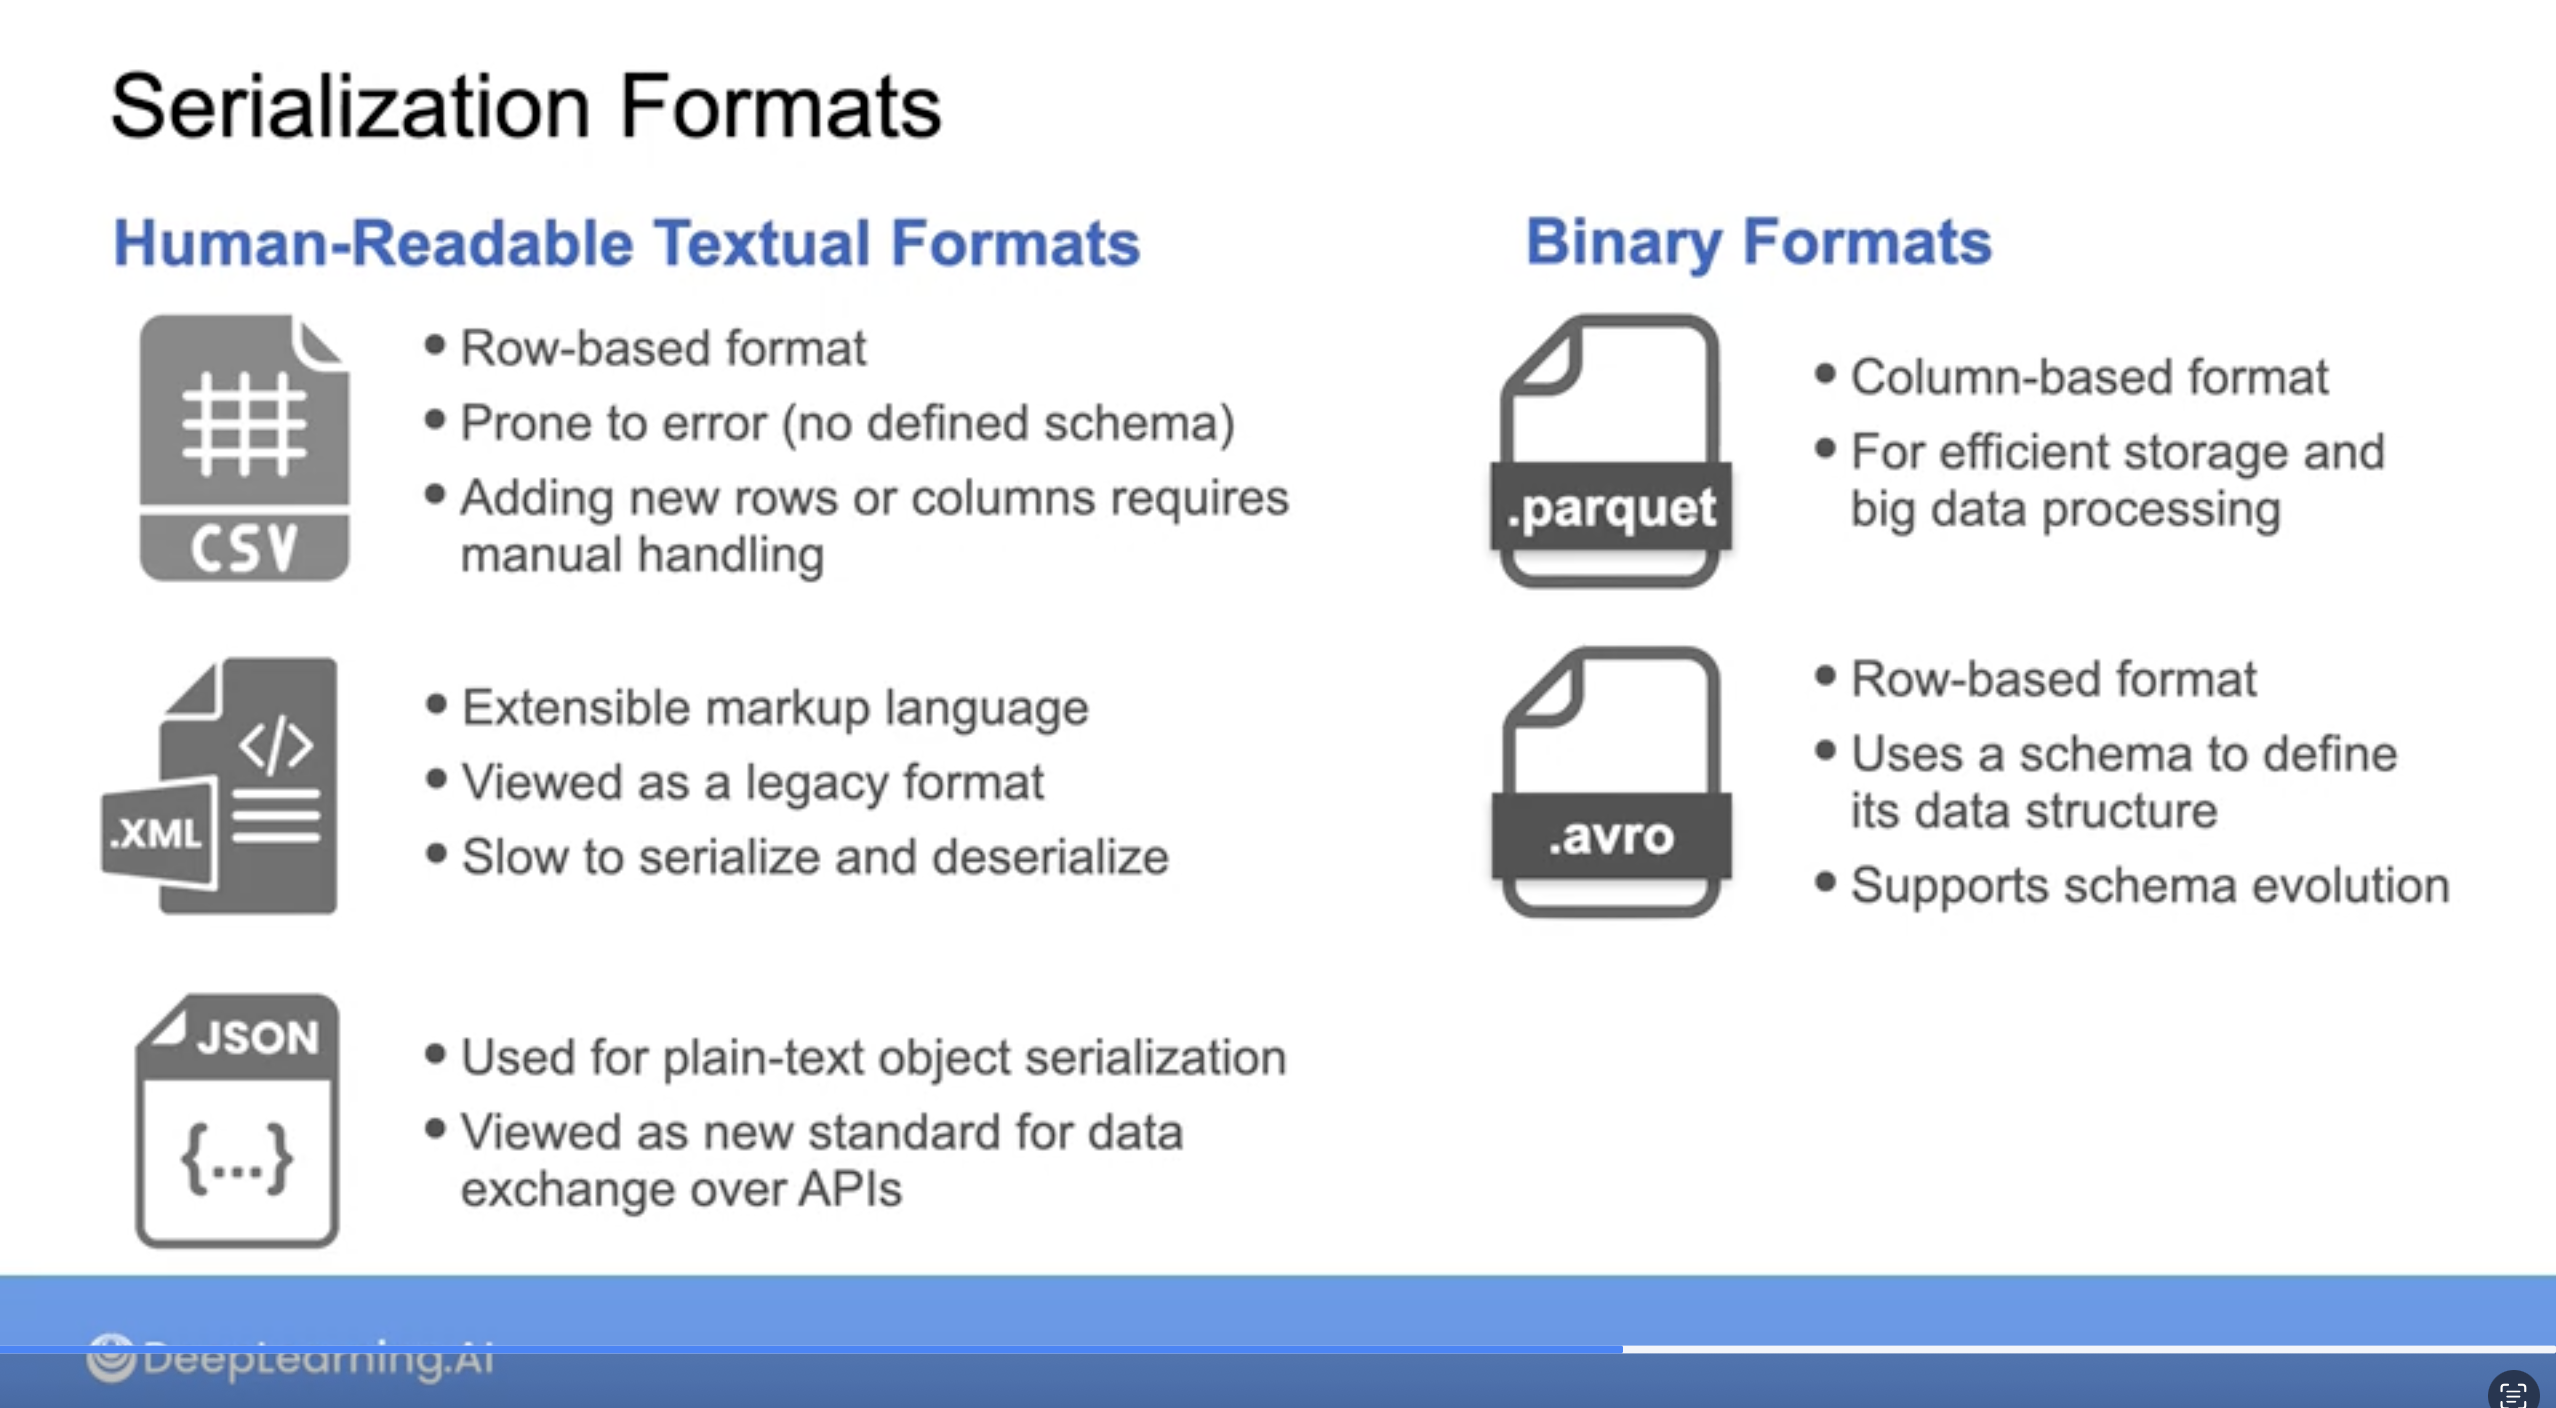 Serialization Formats
Human-Readable Textual Formats
CSV
• Row-based format
• Prone to error (no defined schema)
• Adding new rows or columns requires
manual handling
</>
.XML
• Extensible markup language
• Viewed as a legacy format
• Slow to serialize and deserialize
JSON
{...}
• Used for plain-text object serialization
• Viewed as new standard for data
exchange over APIs
Binary Formats
.parquet
• Column-based format
• For efficient storage and
big data processing
.avro
• Row-based format
• Uses a schema to define
its data structure
• Supports schema evolution
DeepLearning.AI